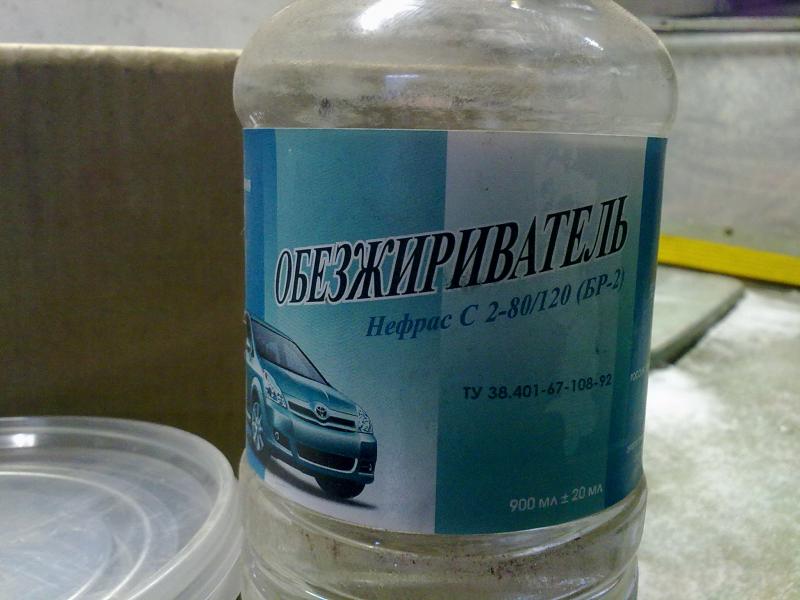 ОБЕЗЖИРИВАТЕЛЬ
Нефрас С 2-80/120 (БР-2)
ТУ 38.401-67-108-92
900 мл ± 20 мл